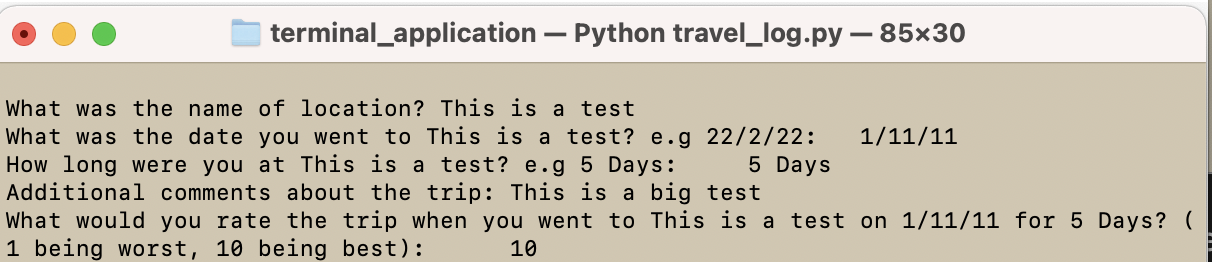 terminal_application — Python travel_log.py — 85×30
What was the name of location? This is a test
What was the date you went to This is a test? e.g 22/2/22:   1/11/11
How long were you at This is a test? e.g 5 Days:     5 Days
Additional comments about the trip: This is a big test
What would you rate the trip when you went to This is a test on 1/11/11 for 5 Days? (
1 being worst, 10 being best):      10